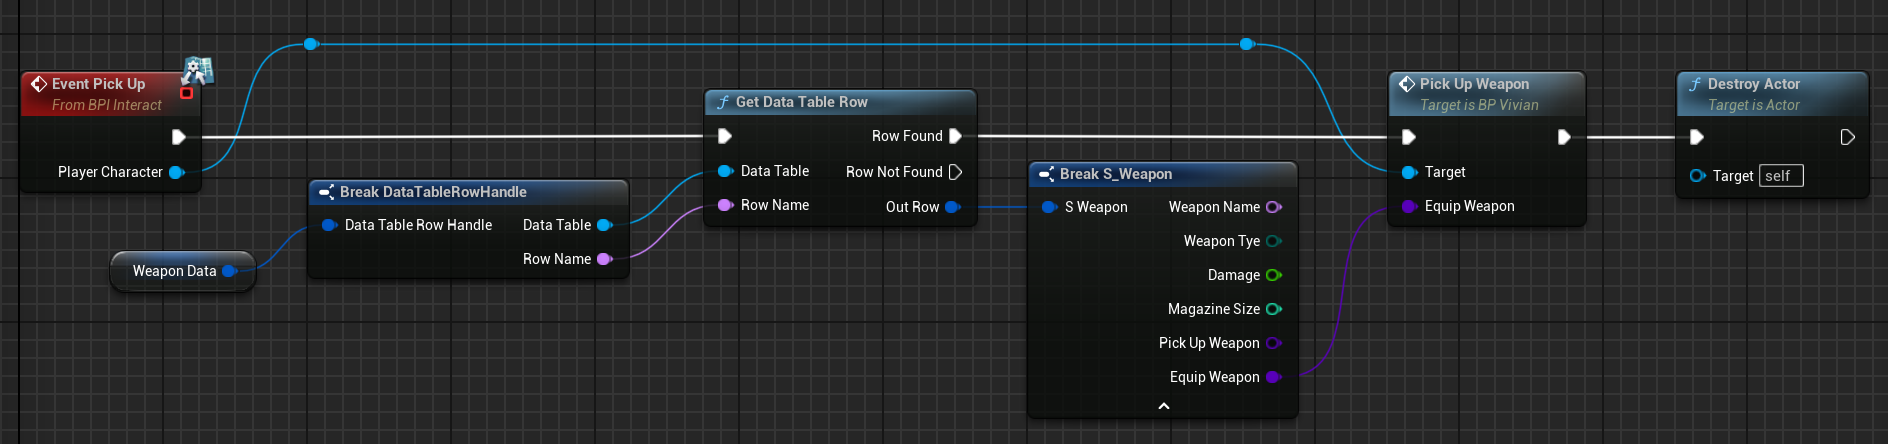 Event Pick Up
From BPI Interact
Player Character
Weapon Data
Break DataTableRowHandle
Data Table Row Handle
Data Table
Row Name
Get Data Table Row
Row Found
Data Table
Row Not Found
Row Name
Out Row
Break S_Weapon
S Weapon
Weapon Name
Weapon Tye
Damage
Magazine Size
Pick Up Weapon
Equip Weapon
Pick Up Weapon
Target is BP Vivian
Target
Equip Weapon
Destroy Actor
Target is Actor
Target self